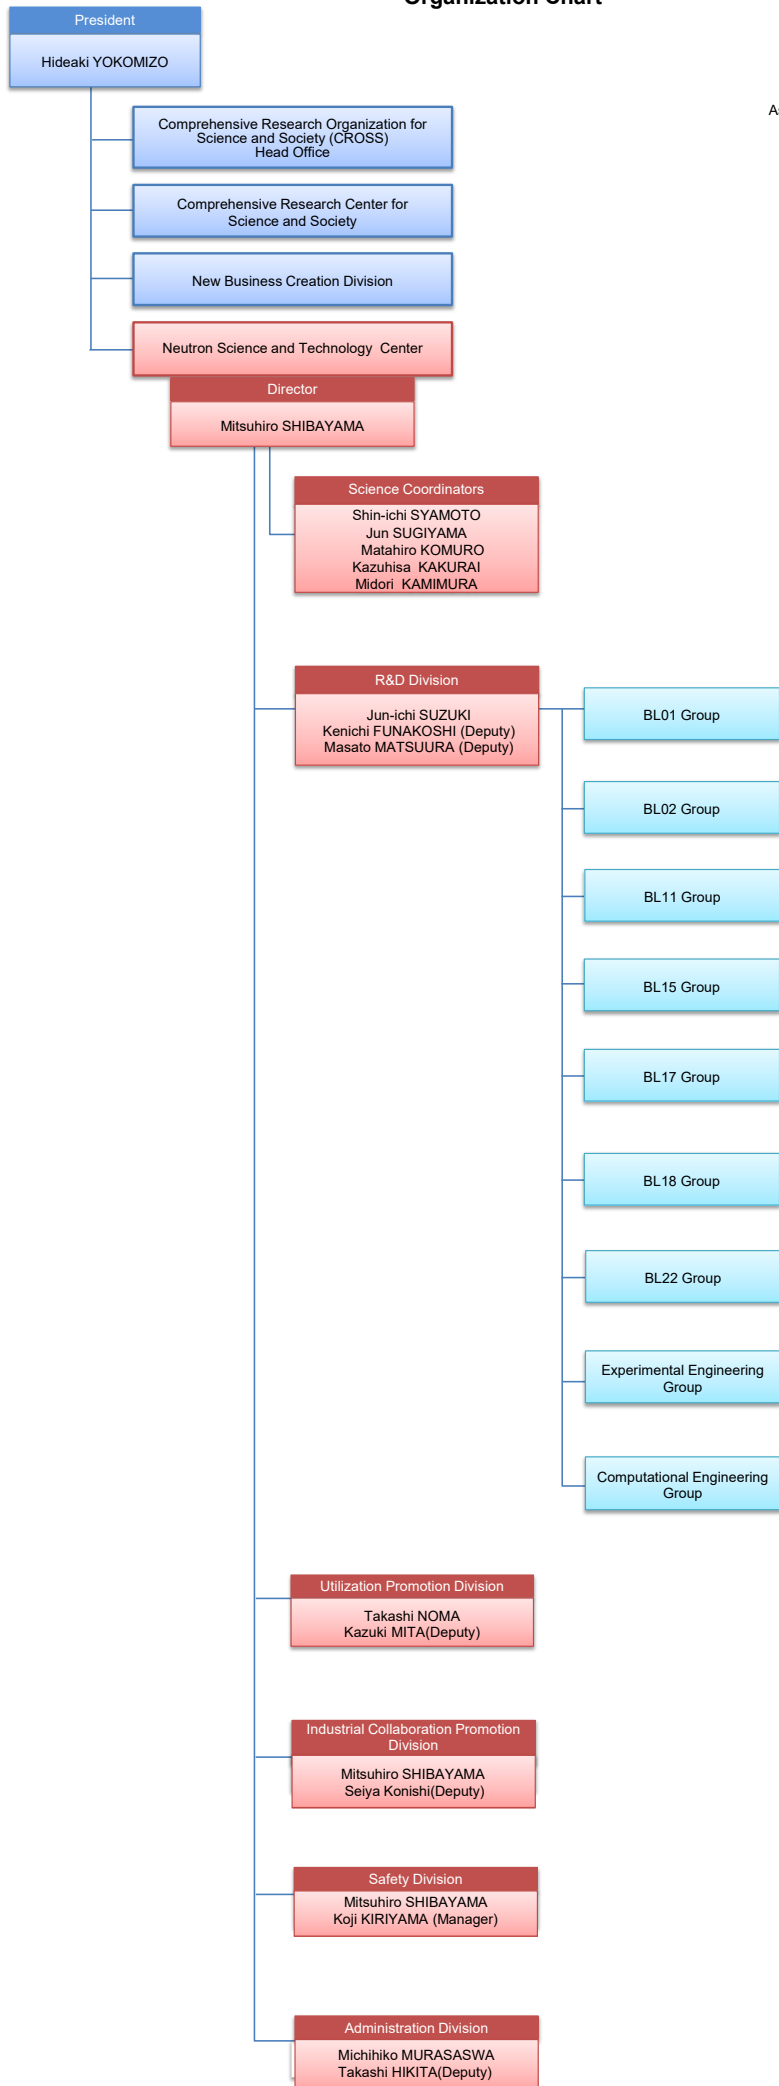 Organization Chart
President
Hideaki YOKOMIZO
As
Comprehensive Research Organization for
Science and Society (CROSS)
Head Office
Comprehensive Research Center for
Science and Society
New Business Creation Division
Neutron Science and Technology Center
Director
Mitsuhiro SHIBAYAMA
Science Coordinators
Shin-ichi SYAMOTO
Jun SUGIYAMA
Matahiro KOMURO
Kazuhisa KAKURAI
Midori KAMIMURA
R&D Division
Jun-ichi SUZUKI
Kenichi FUNAKOSHI (Deputy)
Masato MATSUURA (Deputy)
BL01 Group
BL02 Group
BL11 Group
BL15 Group
BL17 Group
BL18 Group
BL22 Group
Experimental Engineering
Group
Computational Engineering
Group
Utilization Promotion Division
Takashi NOMA
Kazuki MITA(Deputy)
Industrial Collaboration Promotion
Division
Mitsuhiro SHIBAYAMA
Seiya Konishi(Deputy)
Safety Division
Mitsuhiro SHIBAYAMA
Koji KIRIYAMA (Manager)
Administration Division
Michihiko MURASASWA
Takashi HIKITA(Deputy)